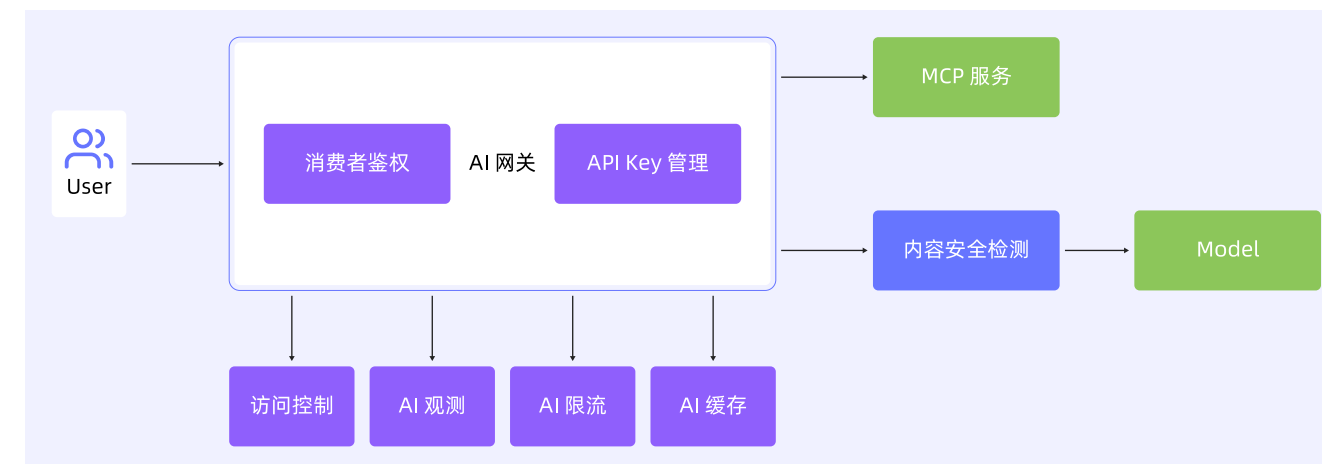 MCP 服务
消费者鉴权
AI 网关
API Key 管理
User
内容安全检测
Model
访问控制
AI 观测
AI 限流
AI 缓存